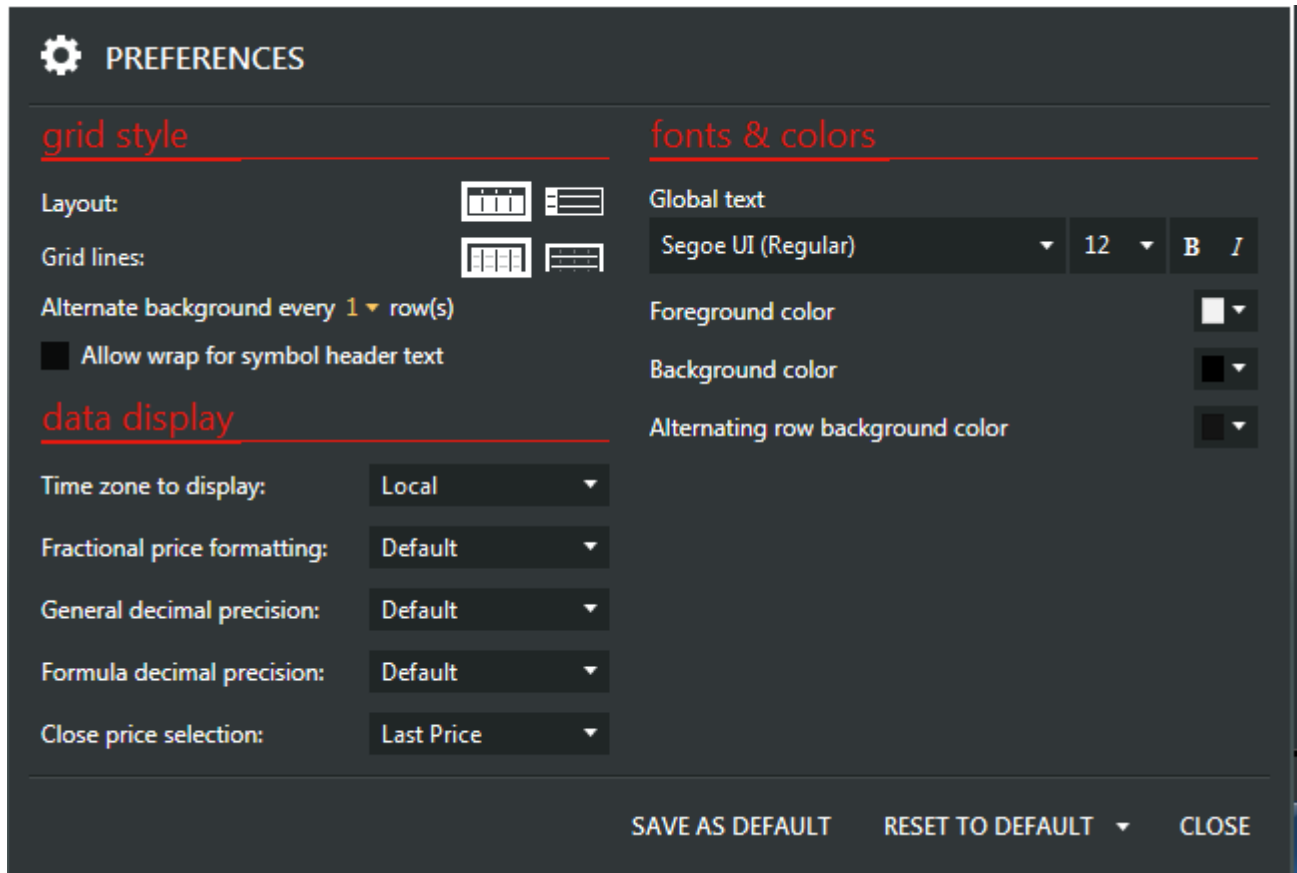 PREFERENCES
grid style
Layout:
Grid lines:
Alternate background every 1 row(s)
Allow wrap for symbol header text
data display
Time zone to display: Local
Fractional price formatting: Default
General decimal precision: Default
Formula decimal precision: Default
Close price selection: Last Price
fonts & colors
Global text
Segoe UI (Regular) 12 B I
Foreground color
Background color
Alternating row background color
SAVE AS DEFAULT RESET TO DEFAULT CLOSE